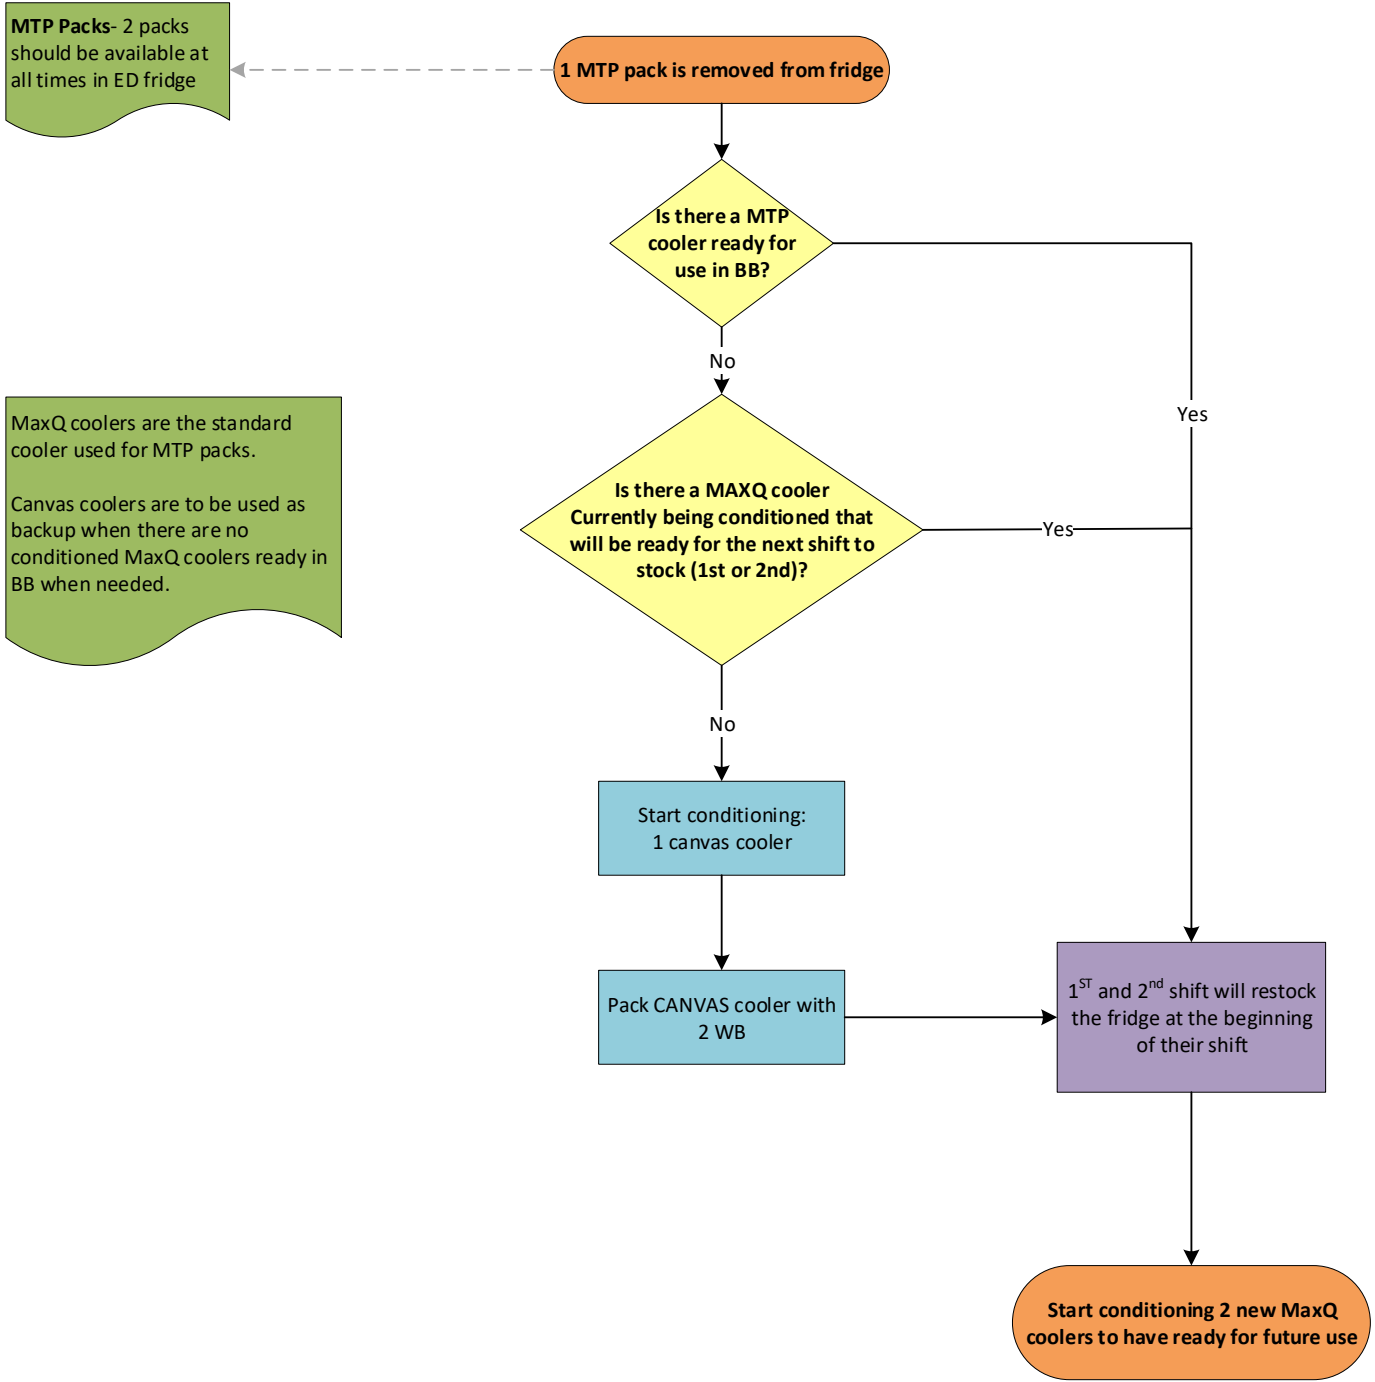 MTP Packs- 2 packs
should be available at
all times in ED fridge
1 MTP pack is removed from fridge
Is there a MTP
cooler ready for
use in BB?
No
Yes
MaxQ coolers are the standard
cooler used for MTP packs.
Canvas coolers are to be used as
backup when there are no
conditioned MaxQ coolers ready in
BB when needed.
Is there a MAXQ cooler
Currently being conditioned that
will be ready for the next shift to
stock (1st or 2nd)?
Yes
No
Start conditioning:
1 canvas cooler
Pack CANVAS cooler with
2 WB
1ST and 2nd shift will restock
the fridge at the beginning
of their shift
Start conditioning 2 new MaxQ
coolers to have ready for future use